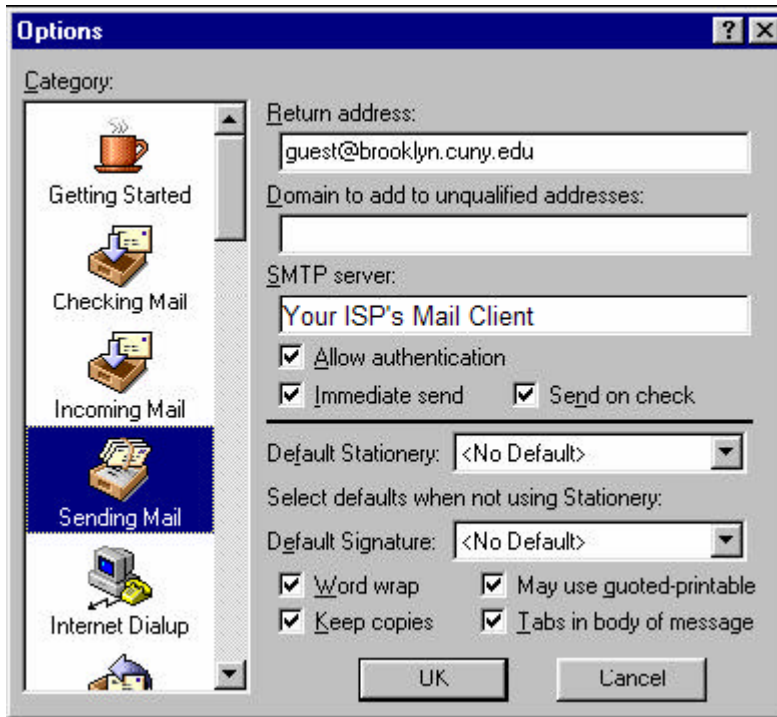 Options
Category:
Getting Started
Checking Mail
Incoming Mail
Sending Mail
Internet Dialup
Return address:
guest@brooklyn.cuny.edu
Domain to add to unqualified addresses:
SMTP server:
Your ISP's Mail Client
Allow authentication
Immediate send Send on check
Default Stationery: <No Default>
Select defaults when not using Stationery:
Default Signature: <No Default>
Word wrap May use quoted-printable
Keep copies Tabs in body of message
OK Cancel